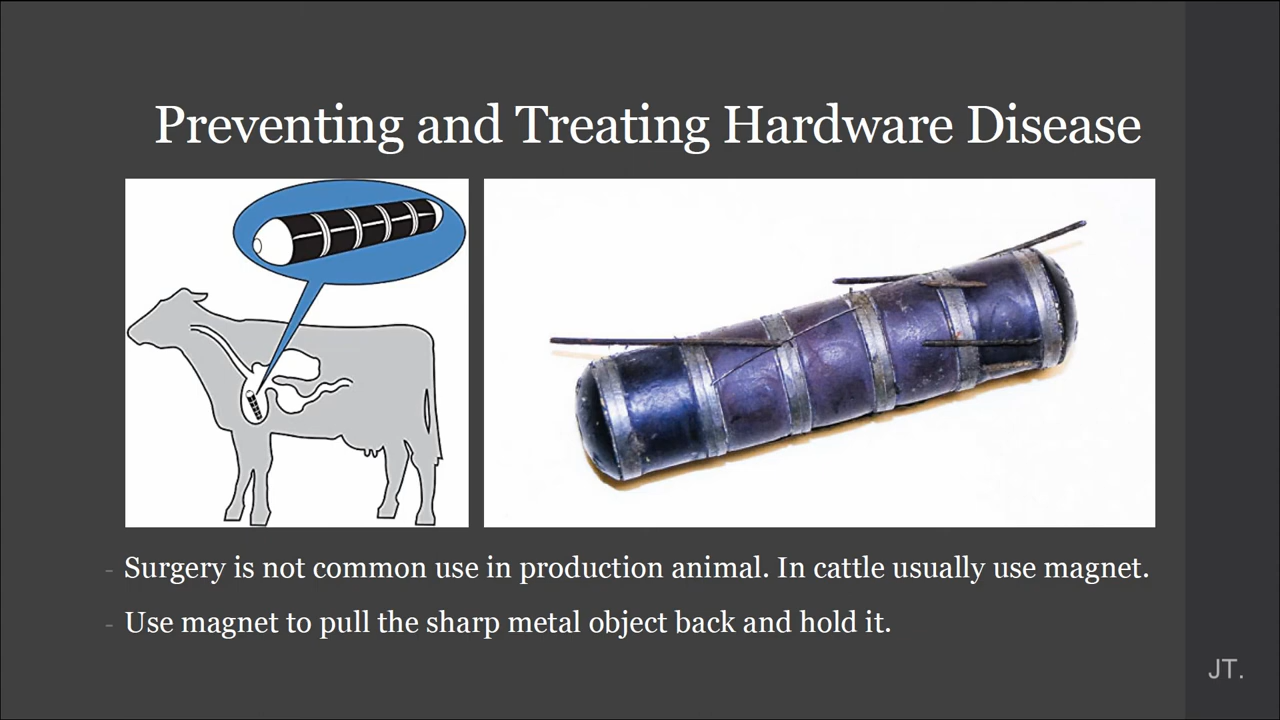 Preventing and Treating Hardware Disease
- Surgery is not common use in production animal. In cattle usually use magnet.
- Use magnet to pull the sharp metal object back and hold it.
JT.